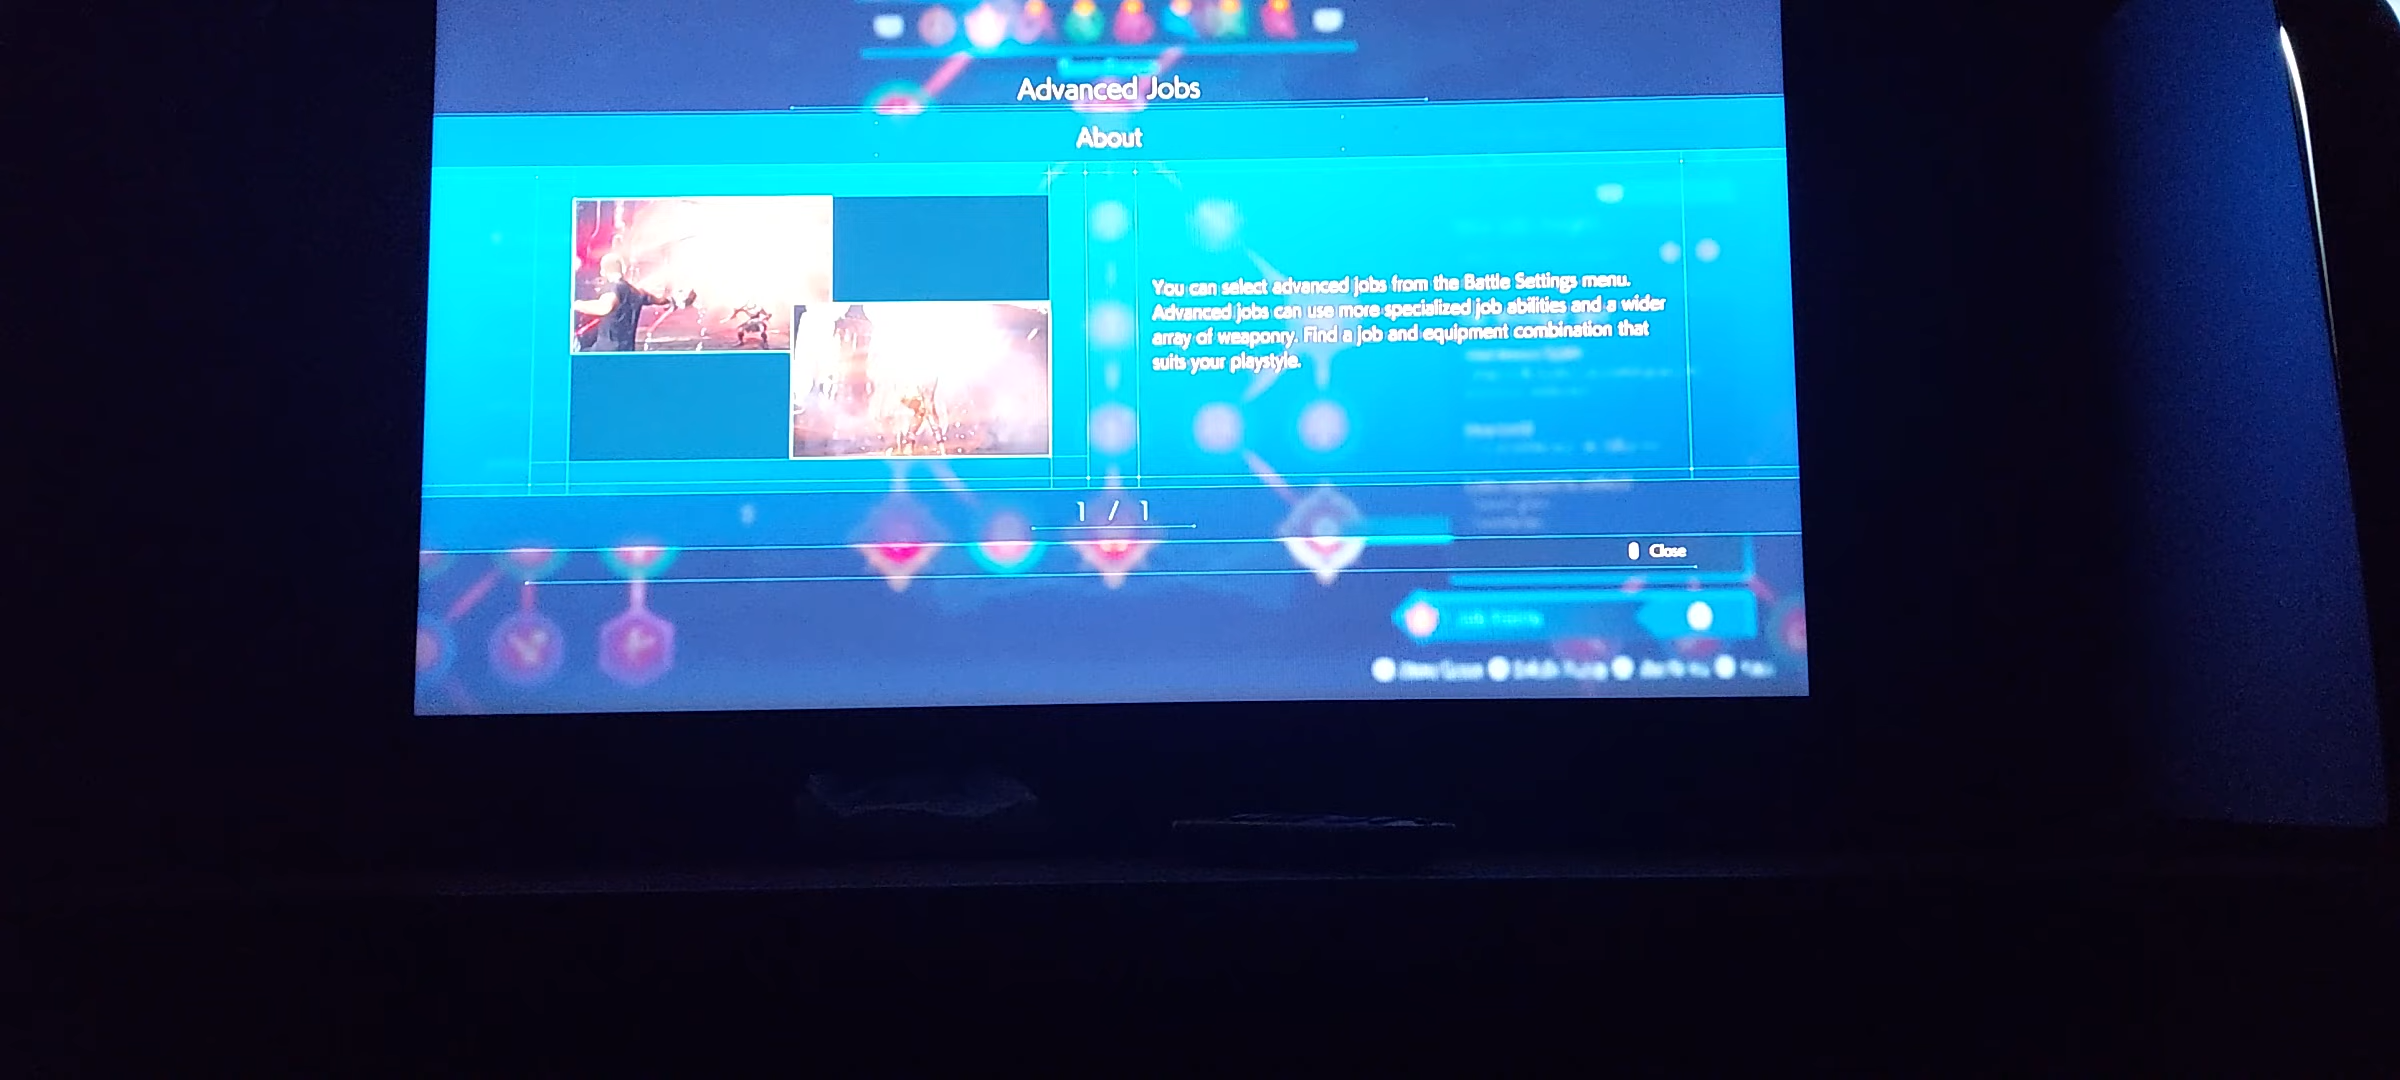 Advanced Jobs
About
You can select advanced jobs from the Battle Settings menu.
Advanced jobs can use more specialized job abilities and a wider
array of weaponry. Find a job and equipment combination that
suits your playstyle.
1 / 1
Close